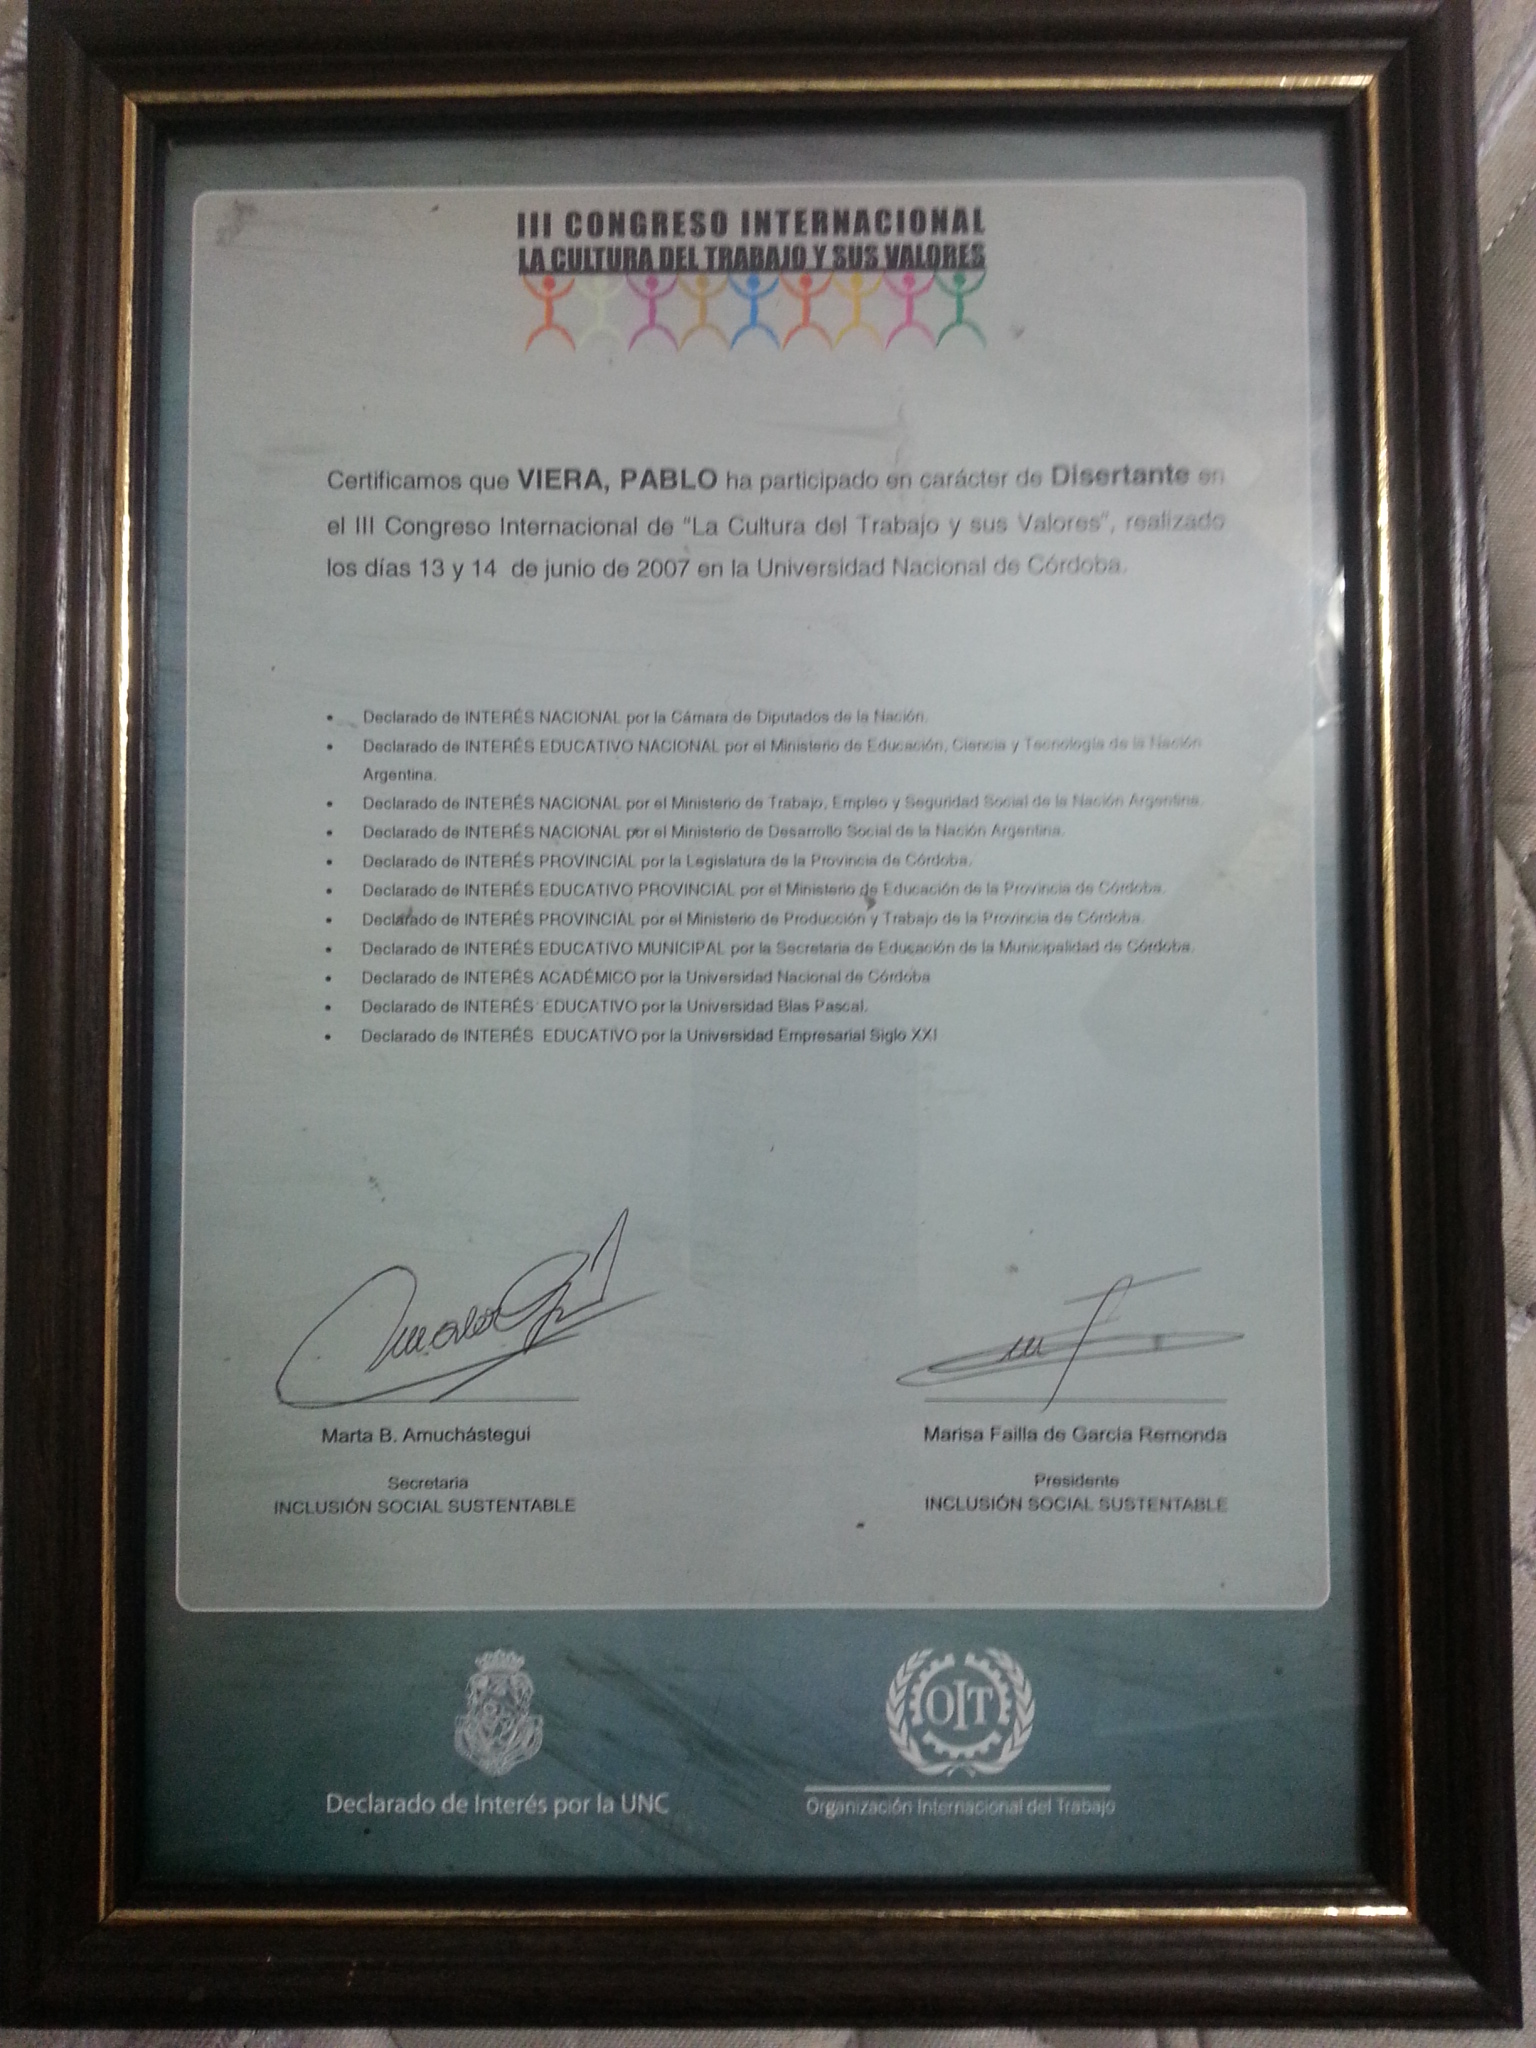 III CONGRESO INTERNACIONAL
LA CULTURA DEL TRABAJO Y SUS VALORES
Certificamos que VIERA, PABLO ha participado en carácter de Disertante en
el III Congreso Internacional de "La Cultura del Trabajo y sus Valores", realizado
los días 13 y 14 de junio de 2007 en la Universidad Nacional de Córdoba.
• Declarado de INTERÉS NACIONAL por la Cámara de Diputados de la Nación.
• Declarado de INTERÉS EDUCATIVO NACIONAL por el Ministerio de Educación, Ciencia y Tecnología de la Nación
Argentina.
• Declarado de INTERÉS NACIONAL por el Ministerio de Trabajo, Empleo y Seguridad Social de la Nación Argentina.
• Declarado de INTERÉS NACIONAL por el Ministerio de Desarrollo Social de la Nación Argentina.
• Declarado de INTERÉS PROVINCIAL por la Legislatura de la Provincia de Córdoba.
• Declarado de INTERÉS EDUCATIVO PROVINCIAL por el Ministerio de Educación de la Provincia de Córdoba.
• Declarado de INTERÉS PROVINCIAL por el Ministerio de Producción y Trabajo de la Provincia de Córdoba.
• Declarado de INTERÉS EDUCATIVO MUNICIPAL por la Secretaria de Educación de la Municipalidad de Córdoba.
• Declarado de INTERÉS ACADÉMICO por la Universidad Nacional de Córdoba
• Declarado de INTERÉS EDUCATIVO por la Universidad Blas Pascal.
• Declarado de INTERÉS EDUCATIVO por la Universidad Empresarial Siglo XXI
Marta B. Amuchástegui
Secretaria
INCLUSIÓN SOCIAL SUSTENTABLE
Marisa Failla de García Remonda
Presidente
INCLUSIÓN SOCIAL SUSTENTABLE
Declarado de Interés por la UNC
OIT
Organización Internacional del Trabajo